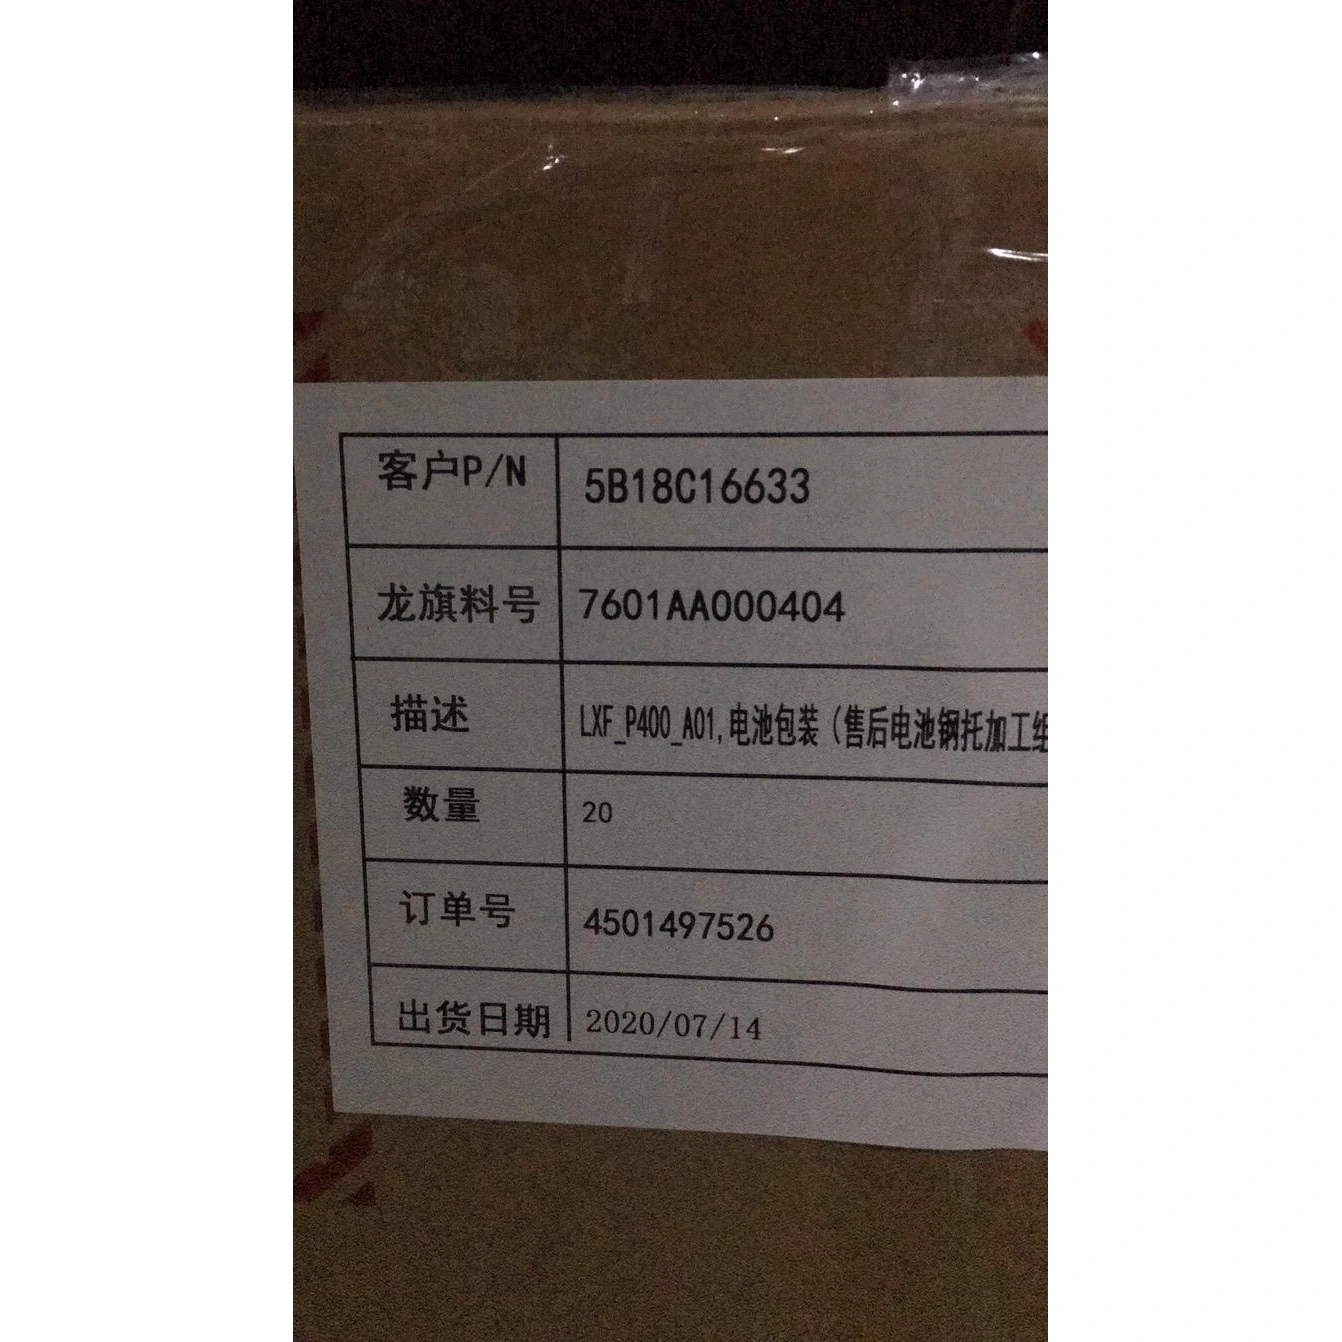 客户P/N 5B18C16633
龙旗料号 7601AA000404
描述 LXF_P400_A01,电池包装(售后电池钢托加工组
数量 20
订单号 4501497526
出货日期 2020/07/14